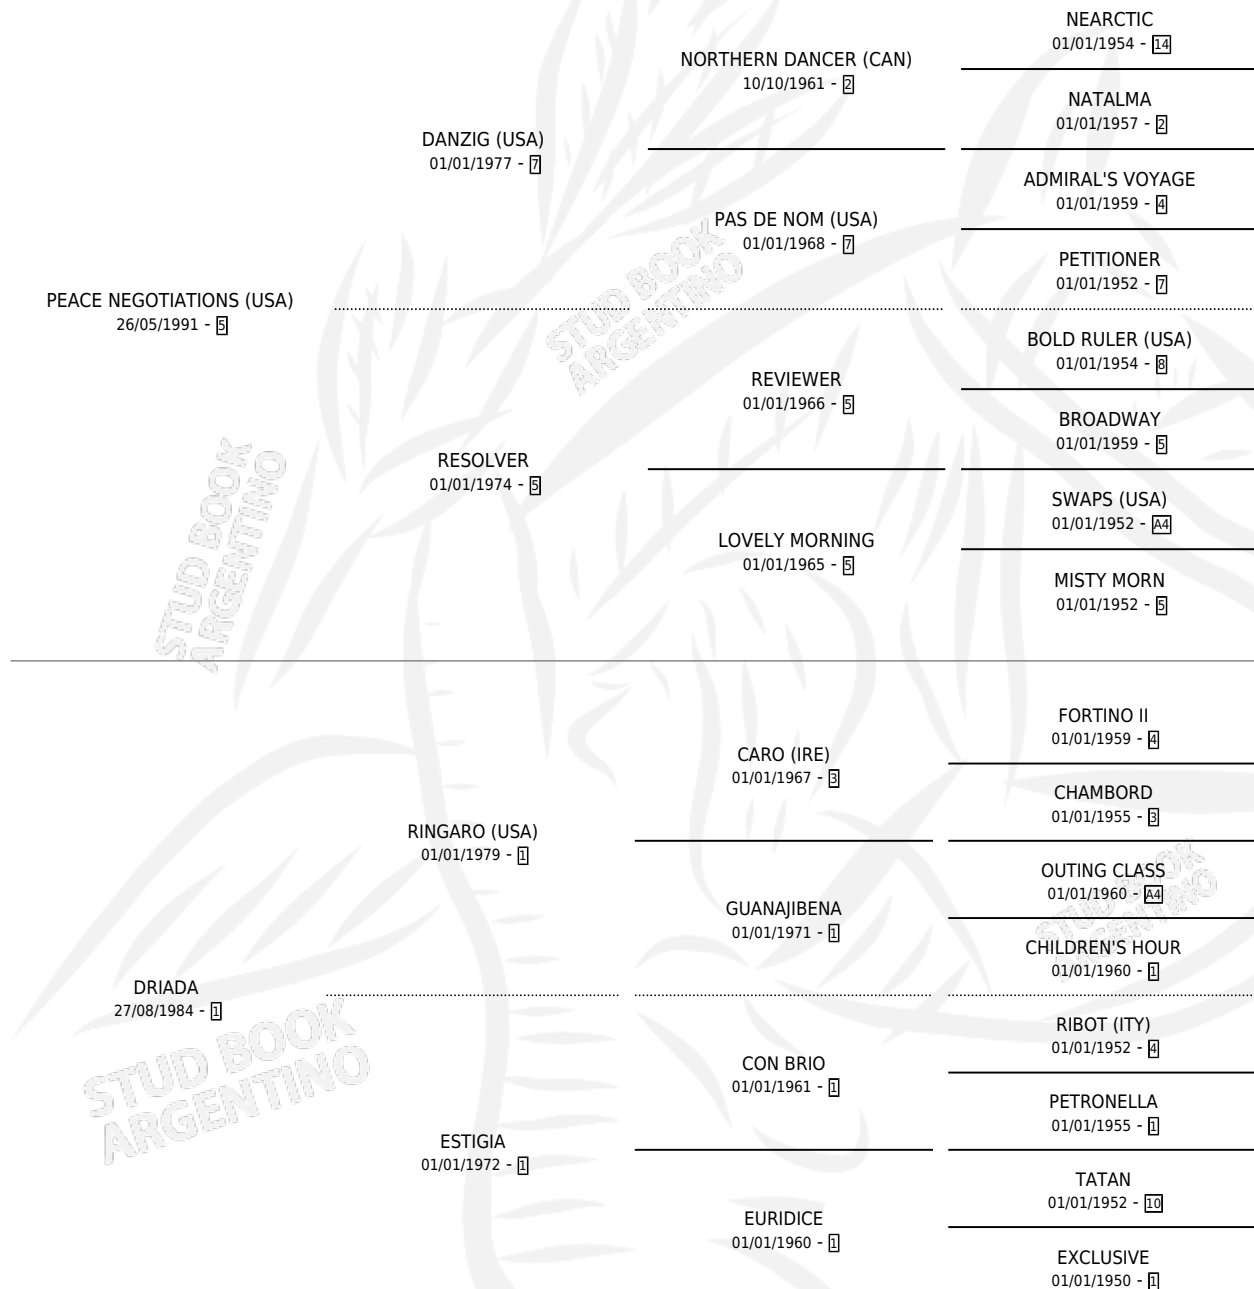 NEARCTIC
01/01/1954 - 14
NORTHERN DANCER (CAN)
10/10/1961 - 2
NATALMA
01/01/1957 - 2
DANZIG (USA)
01/01/1977 - 7
ADMIRAL'S VOYAGE
01/01/1959 - 4
PAS DE NOM (USA)
01/01/1968 - 7
PETITIONER
01/01/1952 - 7
PEACE NEGOTIATIONS (USA)
26/05/1991 - 5
BOLD RULER (USA)
01/01/1954 - 8
REVIEWER
01/01/1966 - 5
BROADWAY
01/01/1959 - 5
RESOLVER
01/01/1974 - 5
SWAPS (USA)
01/01/1952 - A4
LOVELY MORNING
01/01/1965 - 5
MISTY MORN
01/01/1952 - 5
FORTINO II
01/01/1959 - 4
CARO (IRE)
01/01/1967 - 3
CHAMBORD
01/01/1955 - 3
RINGARO (USA)
01/01/1979 - 1
OUTING CLASS
01/01/1960 - A4
GUANAJIBENA
01/01/1971 - 1
CHILDREN'S HOUR
01/01/1960 - 1
DRIADA
27/08/1984 - 1
RIBOT (ITY)
01/01/1952 - 4
CON BRIO
01/01/1961 - 1
PETRONELLA
01/01/1955 - 1
ESTIGIA
01/01/1972 - 1
TATAN
01/01/1952 - 10
EURIDICE
01/01/1960 - 1
EXCLUSIVE
01/01/1950 - 1
STUD BOOK
ARGENTINO
STUD BOOK
ARGENTINO
STUD BOOK
ARGENTINO
STUD BOOK
ARGENTINO